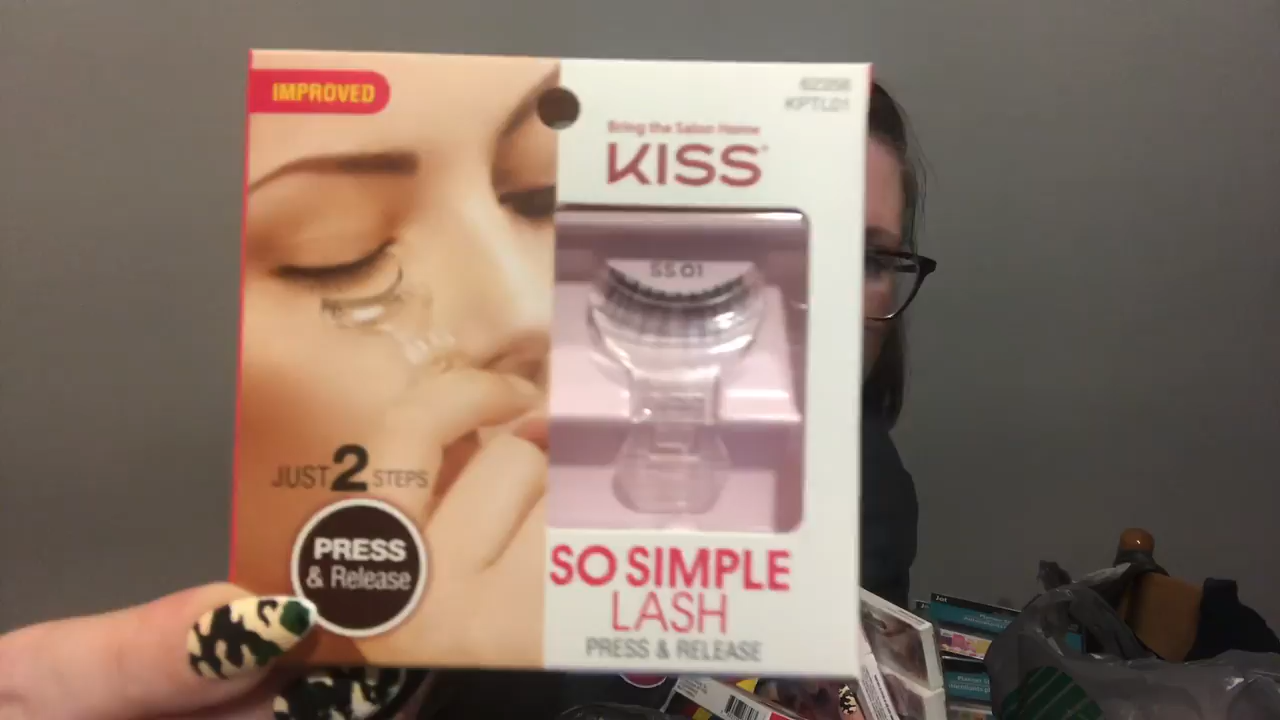 IMPROVED
KPTL01
Bring the Salon Home
KISS
SS 01
JUST 2 STEPS
PRESS
& Release
SO SIMPLE
LASH
PRESS & RELEASE